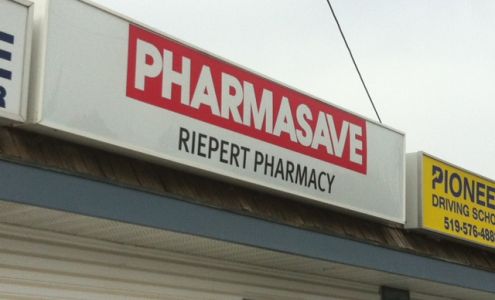 PHARMASAVE
RIEPERT PHARMACY
PIONEE
DRIVING SCHO
519-576-488
E
R